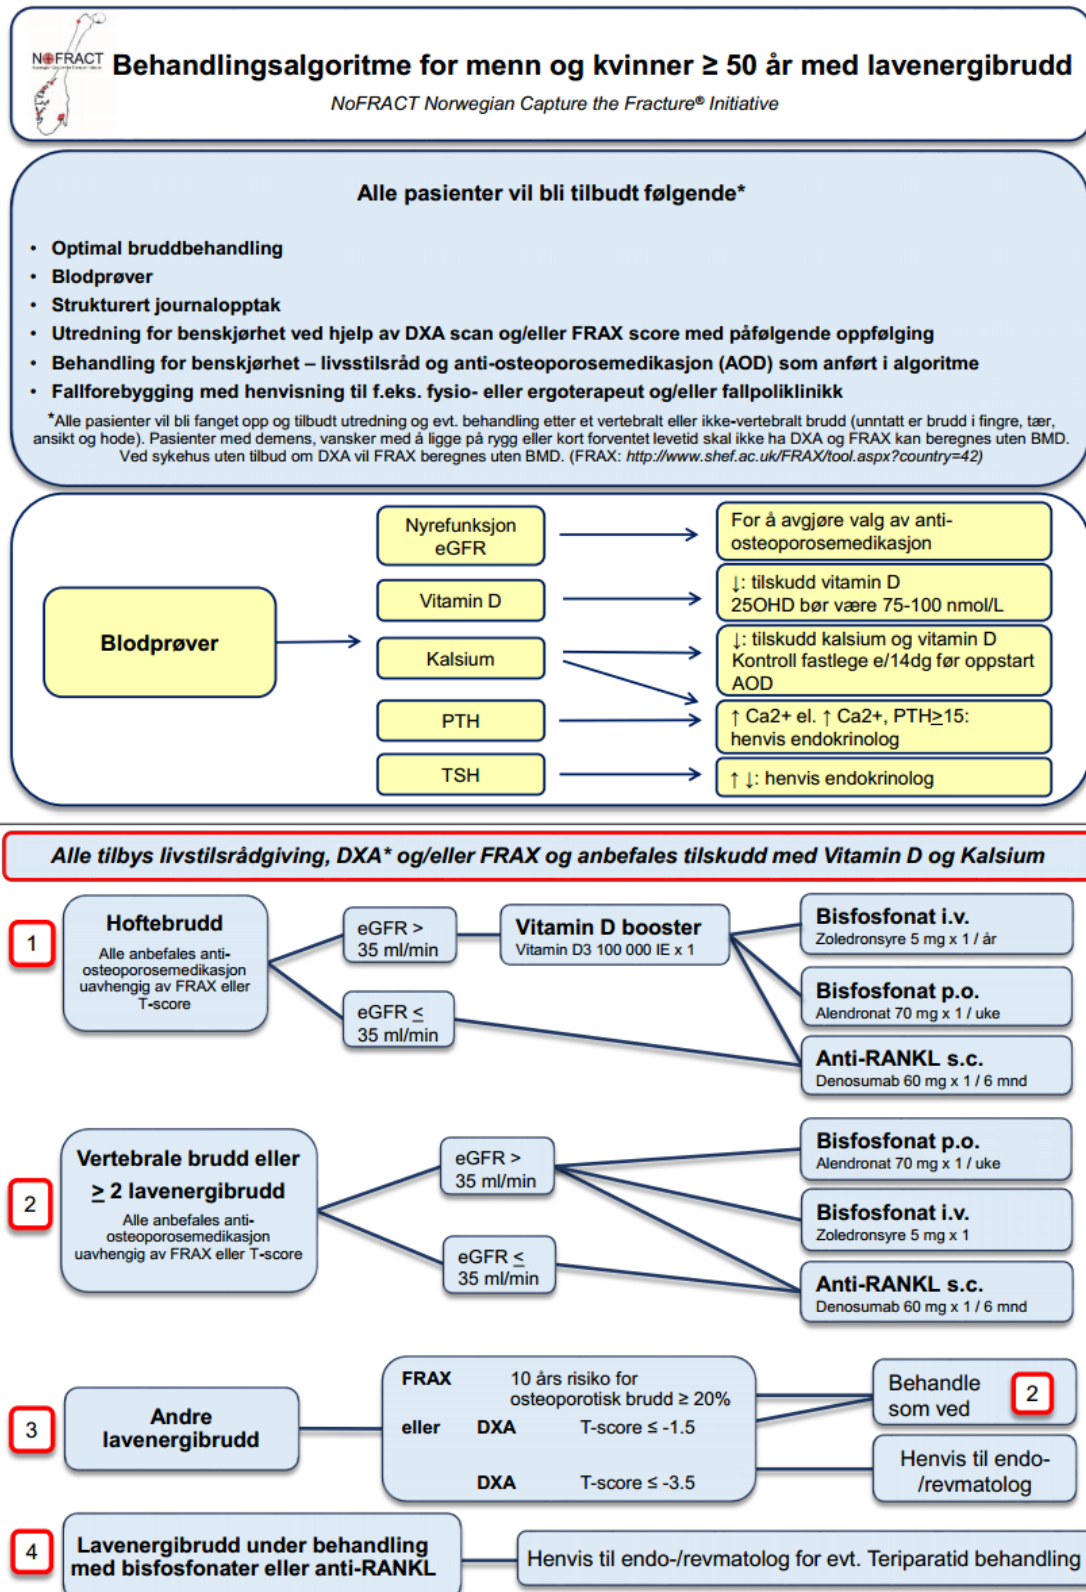 NOFRACT
Behandlingsalgoritme for menn og kvinner ≥ 50 år med lavenergibrudd
NoFRACT Norwegian Capture the Fracture® Initiative
Alle pasienter vil bli tilbudt følgende*
• Optimal bruddbehandling
• Blodprøver
• Strukturert journalopptak
• Utredning for benskjørhet ved hjelp av DXA scan og/eller FRAX score med påfølgende oppfølging
• Behandling for benskjørhet – livsstilsråd og anti-osteoporosemedikasjon (AOD) som anført i algoritme
• Fallforebygging med henvisning til f.eks. fysio- eller ergoterapeut og/eller fallpoliklinikk
*Alle pasienter vil bli fanget opp og tilbudt utredning og evt. behandling etter et vertebralt eller ikke-vertebralt brudd (unntatt er brudd i fingre, tær,
ansikt og hode). Pasienter med demens, vansker med å ligge på rygg eller kort forventet levetid skal ikke ha DXA og FRAX kan beregnes uten BMD.
Ved sykehus uten tilbud om DXA vil FRAX beregnes uten BMD. (FRAX: http://www.shef.ac.uk/FRAX/tool.aspx?country=42)
Blodprøver
Nyrefunksjon
eGFR
For å avgjøre valg av anti-
osteoporosemedikasjon
Vitamin D
↓: tilskudd vitamin D
25OHD bør være 75-100 nmol/L
Kalsium
↓: tilskudd kalsium og vitamin D
Kontroll fastlege e/14dg før oppstart
AOD
PTH
↑ Ca2+ el. ↑ Ca2+, PTH≥15:
henvis endokrinolog
TSH
↑ ↓: henvis endokrinolog
Alle tilbys livstilsrådgiving, DXA* og/eller FRAX og anbefales tilskudd med Vitamin D og Kalsium
1
Hoftebrudd
Alle anbefales anti-
osteoporosemedikasjon
uavhengig av FRAX eller
T-score
eGFR >
35 ml/min
Vitamin D booster
Vitamin D3 100 000 IE x 1
eGFR ≤
35 ml/min
Bisfosfonat i.v.
Zoledronsyre 5 mg x 1 / år
Bisfosfonat p.o.
Alendronat 70 mg x 1 / uke
Anti-RANKL s.c.
Denosumab 60 mg x 1 / 6 mnd
2
Vertebrale brudd eller
≥ 2 lavenergibrudd
Alle anbefales anti-
osteoporosemedikasjon
uavhengig av FRAX eller T-score
eGFR >
35 ml/min
eGFR ≤
35 ml/min
Bisfosfonat p.o.
Alendronat 70 mg x 1 / uke
Bisfosfonat i.v.
Zoledronsyre 5 mg x 1
Anti-RANKL s.c.
Denosumab 60 mg x 1 / 6 mnd
3
Andre
lavenergibrudd
FRAX 10 års risiko for
osteoporotisk brudd ≥ 20%
eller DXA T-score ≤ -1.5
DXA T-score ≤ -3.5
Behandle
som ved 2
Henvis til endo-
/revmatolog
4
Lavenergibrudd under behandling
med bisfosfonater eller anti-RANKL
Henvis til endo-/revmatolog for evt. Teriparatid behandling